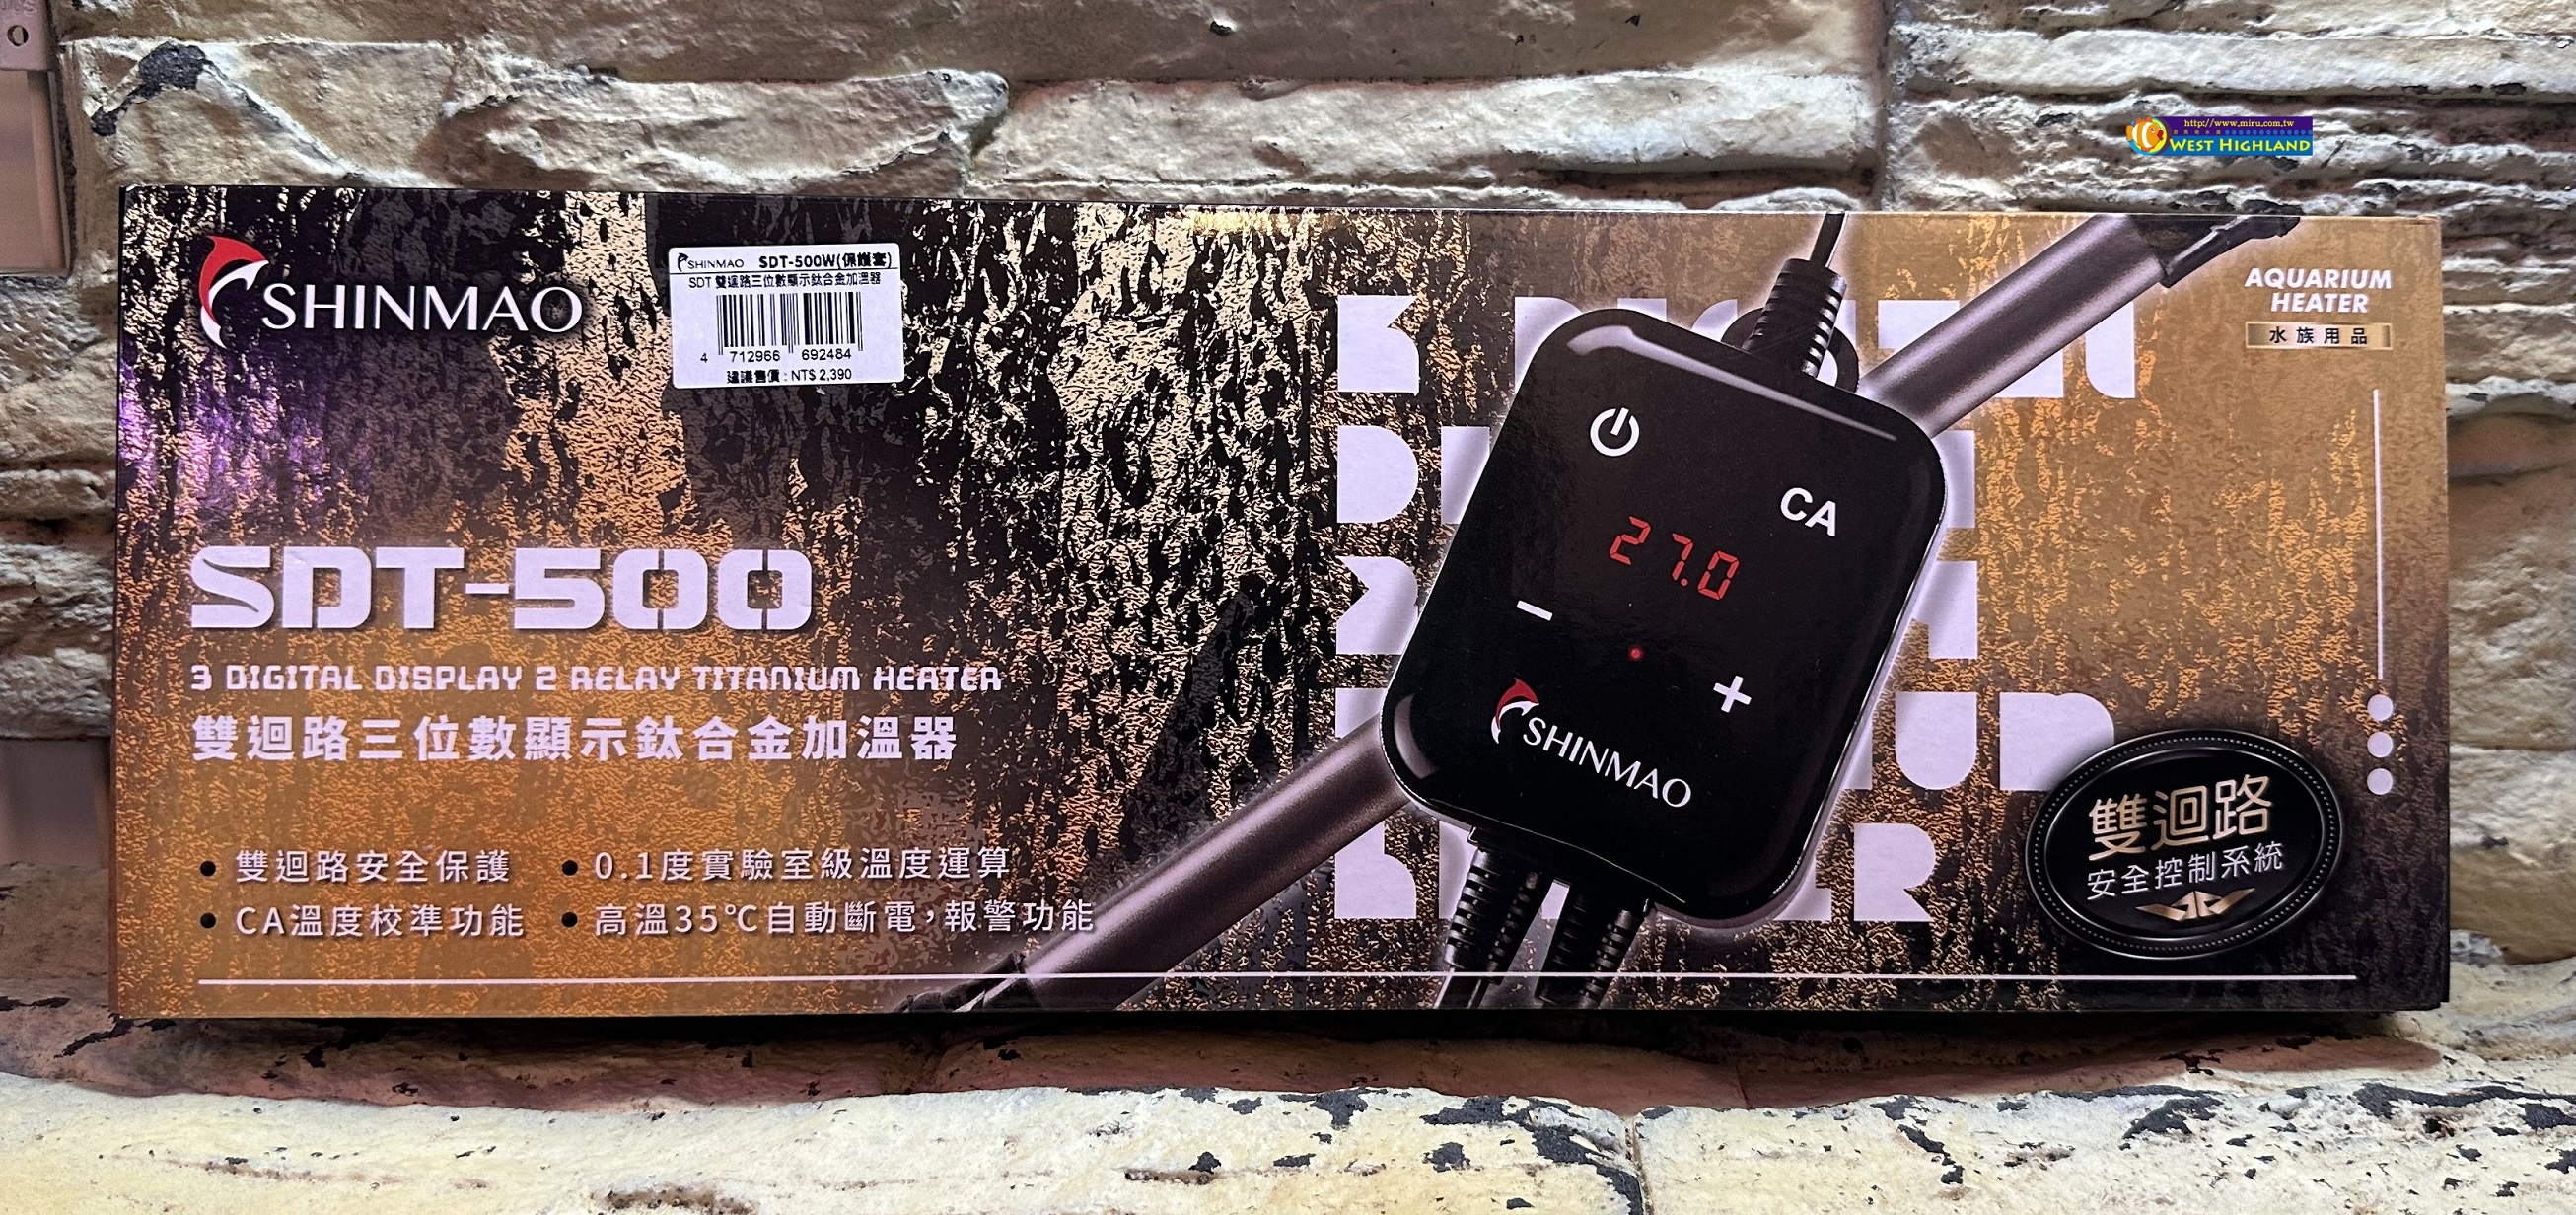 http://www.miru.com.tw
WEST HIGHLAND
SHINMAO
SHINMAO SDT-500W(保護套)
SDT 雙迴路三位數顯示鈦合金加溫器
4 712966 692484
建議售價 : NT$ 2,390
AQUARIUM
HEATER
水族用品
CA
27.0
SHINMAO
SDT-500
3 DIGITAL DISPLAY 2 RELAY TITANIUM HEATER
雙迴路三位數顯示鈦合金加溫器
雙迴路安全保護
0.1度實驗室級溫度運算
CA溫度校準功能
高溫35℃自動斷電,報警功能
雙迴路
安全控制系統